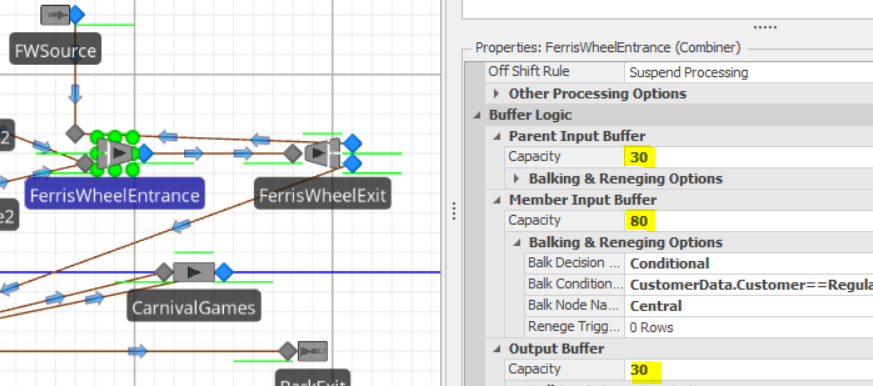 FWSource
2
FerrisWheelEntrance
FerrisWheelExit
e2
CarnivalGames
ParkExit
Properties: FerrisWheelEntrance (Combiner)
Off Shift Rule Suspend Processing
Other Processing Options
Buffer Logic
Parent Input Buffer
Capacity 30
Balking & Reneging Options
Member Input Buffer
Capacity 80
Balking & Reneging Options
Balk Decision ... Conditional
Balk Condition... CustomerData.Customer==Regula
Balk Node Na... Central
Renege Trigg... 0 Rows
Output Buffer
Capacity 30